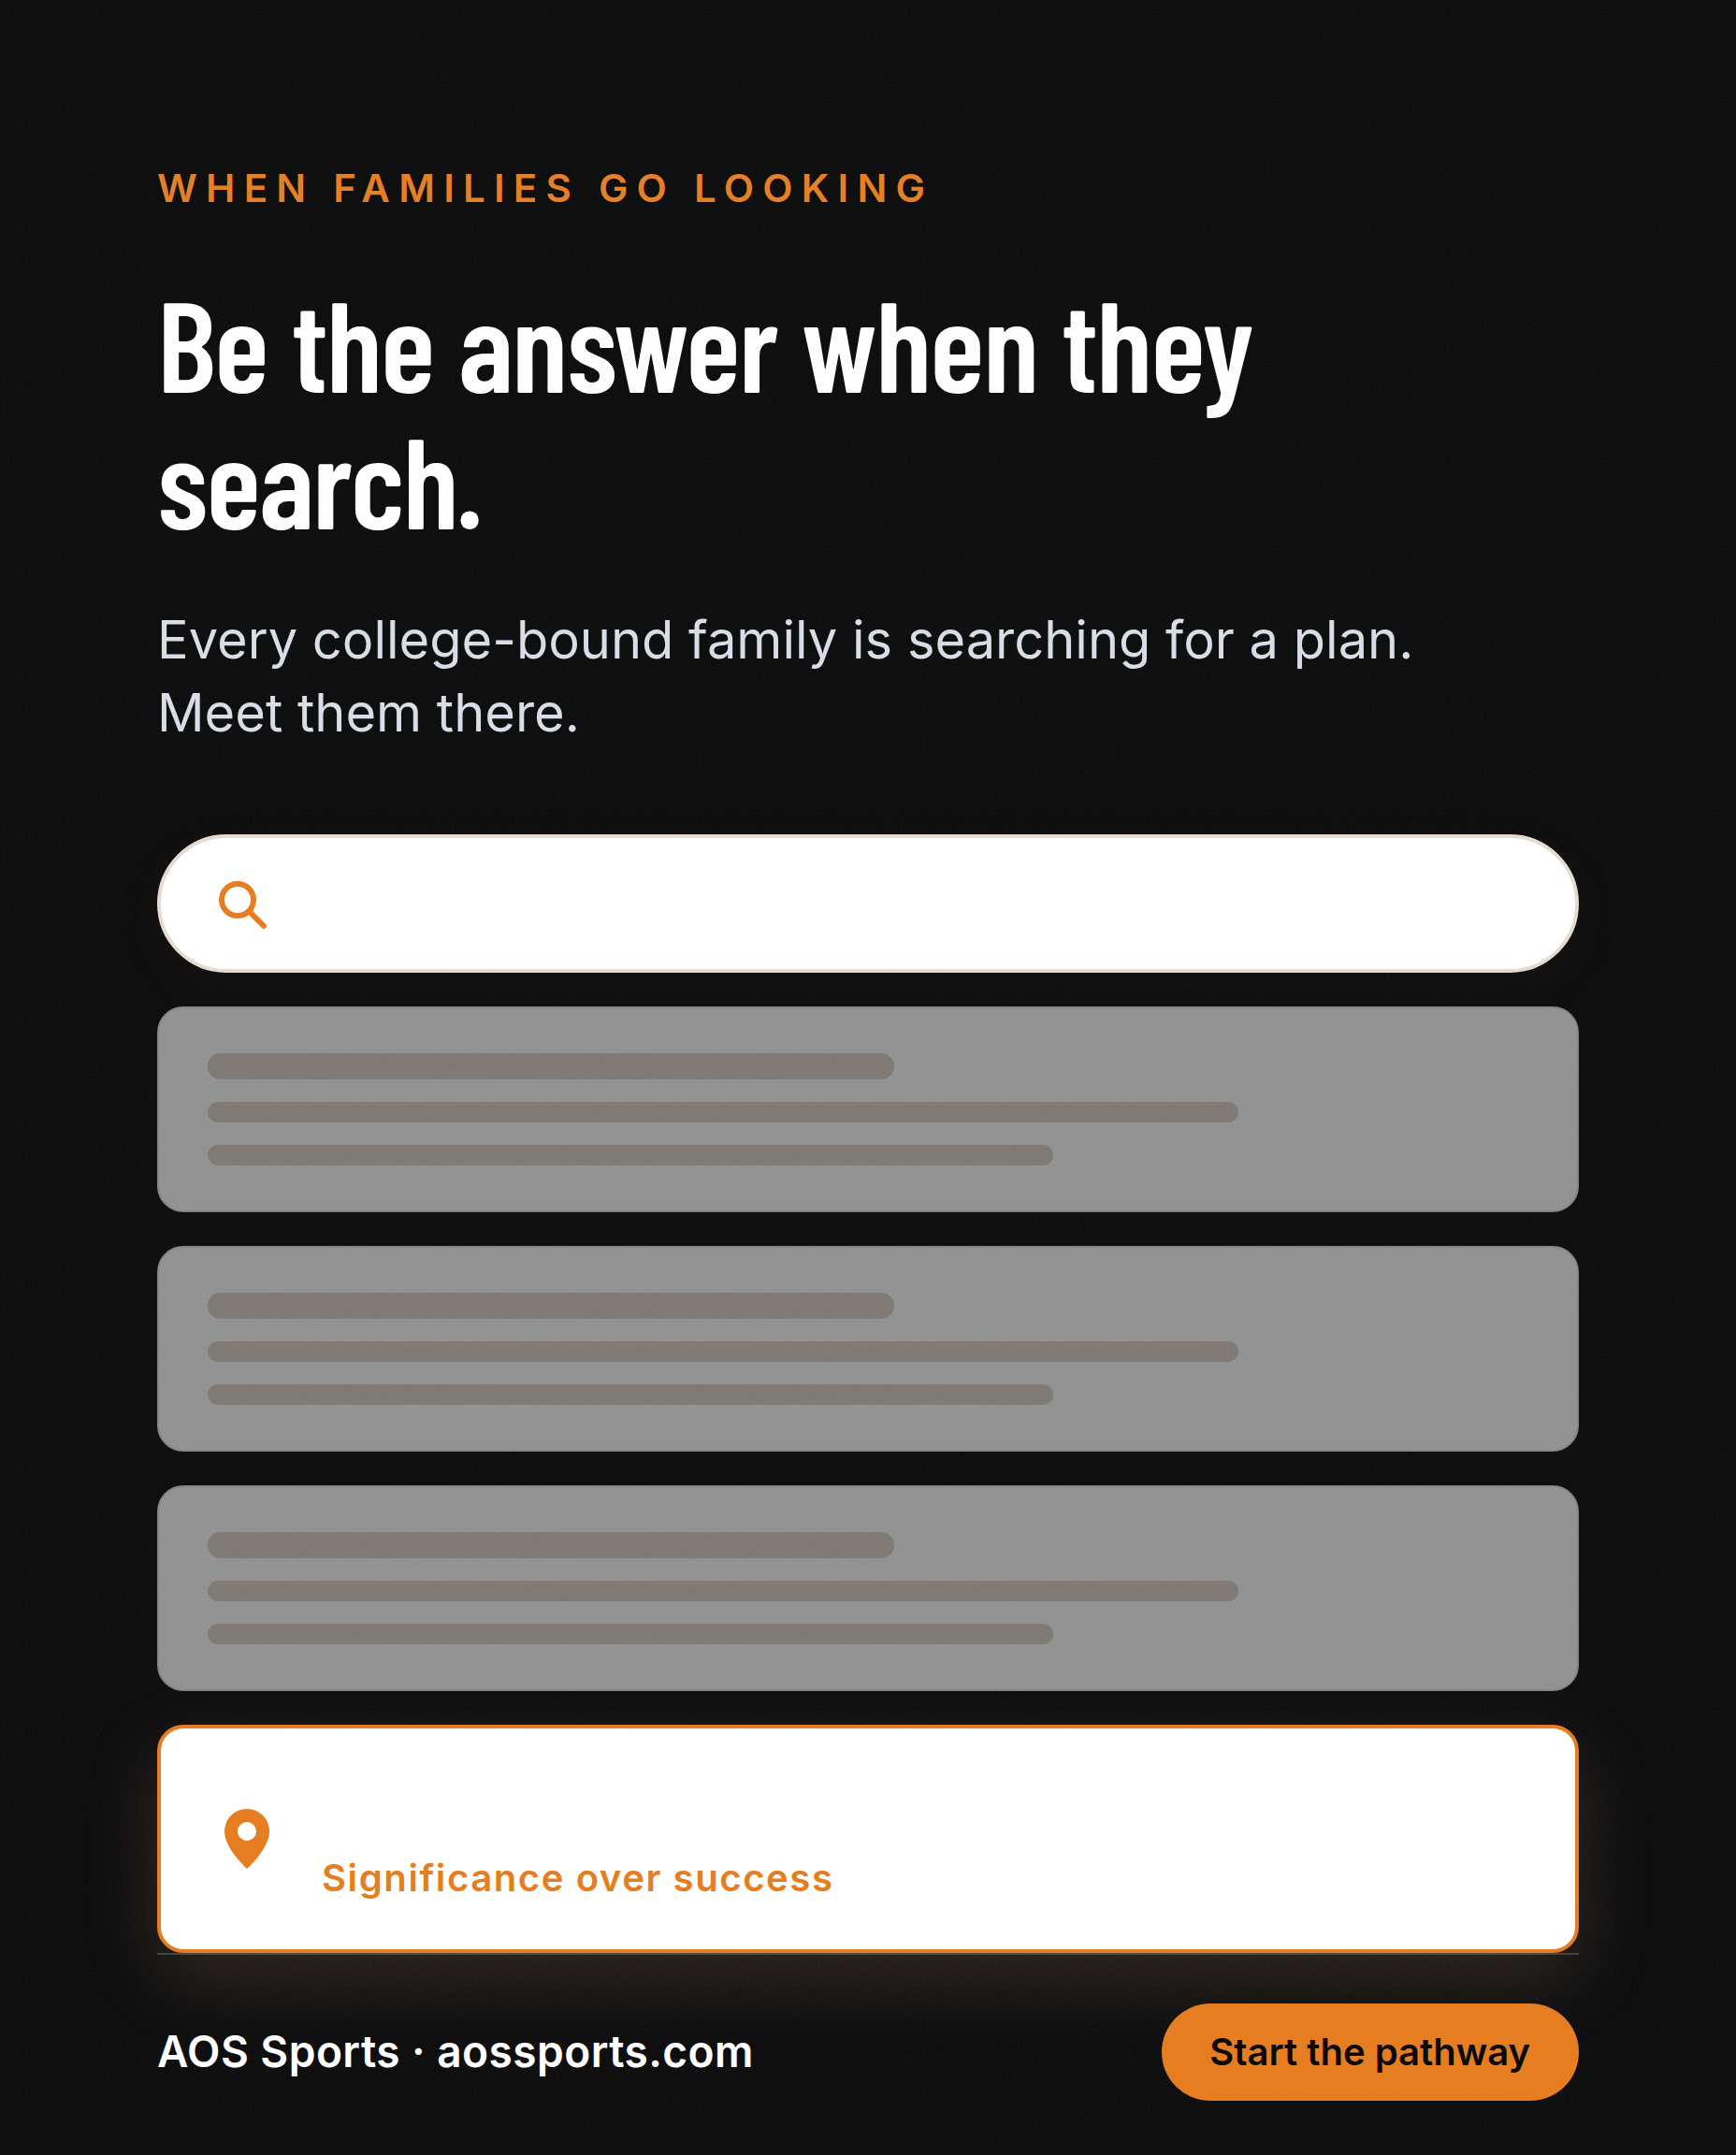 WHEN FAMILIES GO LOOKING
Be the answer when they
search.
Every college-bound family is searching for a plan.
Meet them there.
Significance over success
AOS Sports · aossports.com
Start the pathway